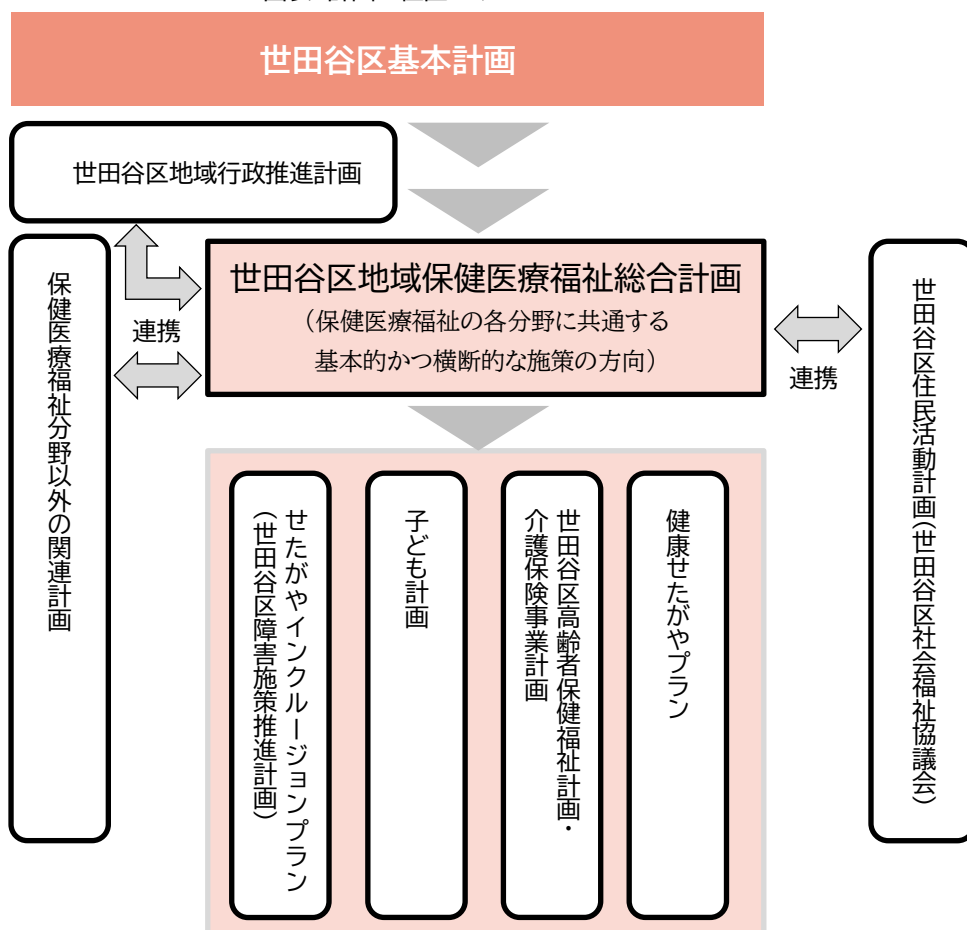 世田谷区基本計画
世田谷区地域行政推進計画
世田谷区地域保健医療福祉総合計画
(保健医療福祉の各分野に共通する
基本的かつ横断的な施策の方向)
連携
連携
保健医療福祉分野以外の関連計画
せたがやインクルージョンプラン
(世田谷区障害施策推進計画)
子ども計画
世田谷区高齢者保健福祉計画・
介護保険事業計画
健康せたがやプラン
世田谷区住民活動計画(世田谷区社会福祉協議会)